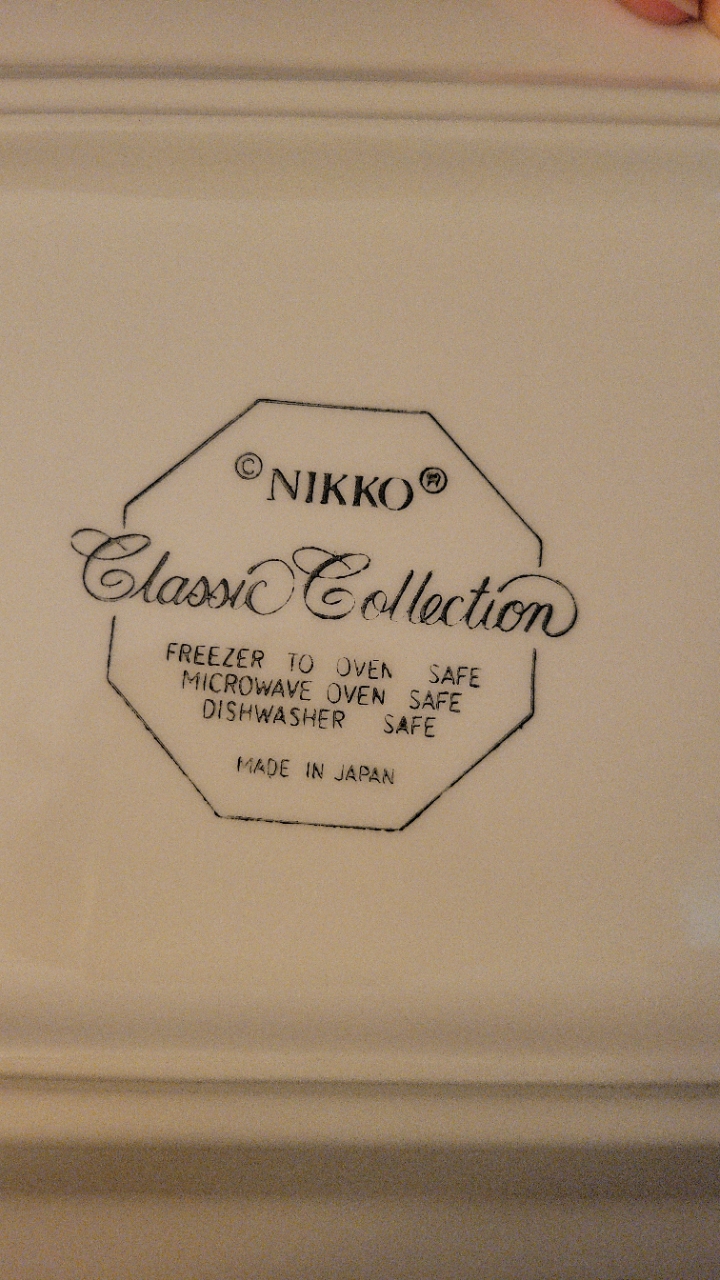 © NIKKO ®
Classic Collection
FREEZER TO OVEN SAFE
MICROWAVE OVEN SAFE
DISHWASHER SAFE
MADE IN JAPAN